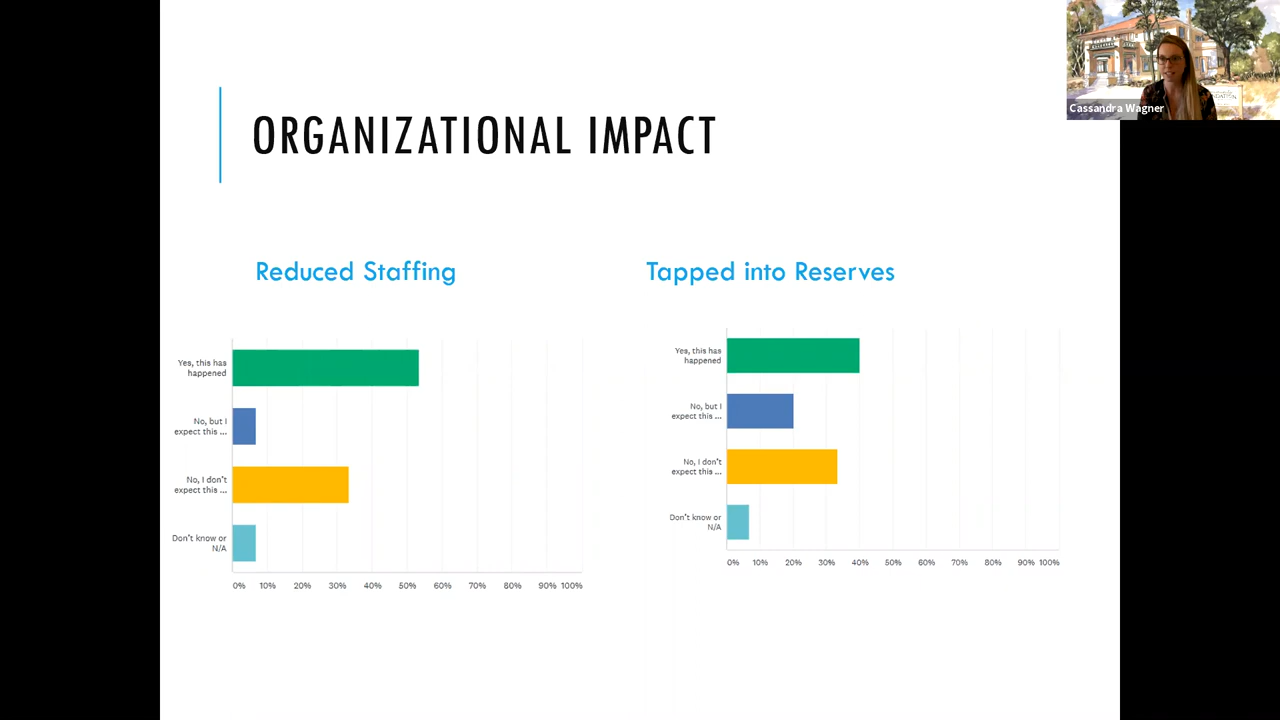 Cassandra Wagner
ORGANIZATIONAL IMPACT
Reduced Staffing
Yes, this has
happened
No, but I
expect this ...
No, I don't
expect this ...
Don't know or
N/A
0% 10% 20% 30% 40% 50% 60% 70% 80% 90% 100%
Tapped into Reserves
Yes, this has
happened
No, but I
expect this ...
No, I don't
expect this ...
Don't know or
N/A
0% 10% 20% 30% 40% 50% 60% 70% 80% 90% 100%